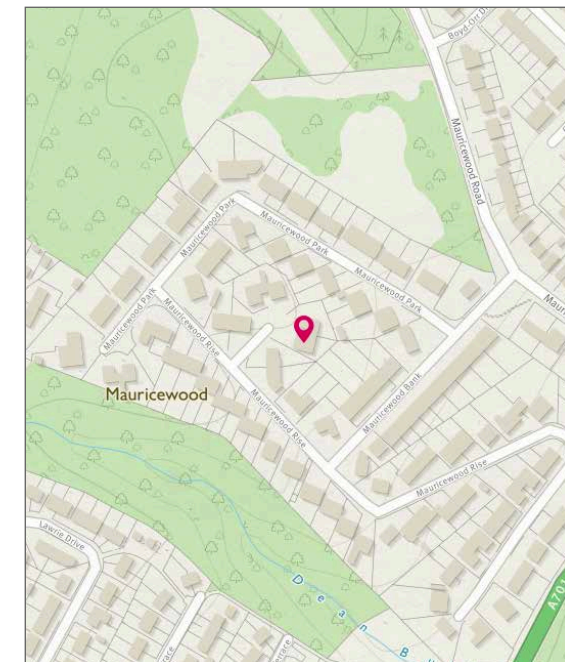 Boyd-Orr D
Mauricewood Road
Mauricewood Park
Mauricewood Park
Mauricewood Park
Mauricewood Park
Mauricewood Rise
Mauricewood
Mauricewood Bank
Mauricewood Rise
Mauricewood Rise
Lawrie Drive
Dean B
A701